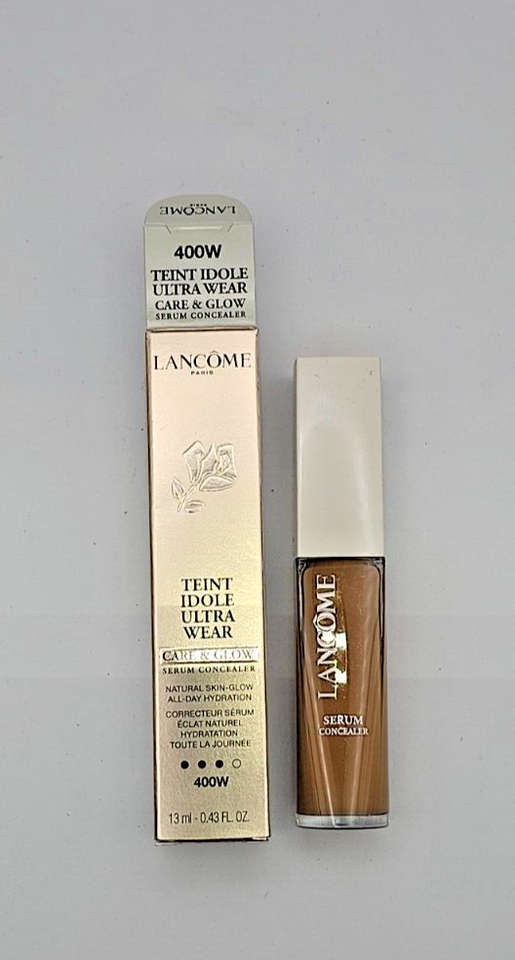 LANCÔME
PARIS
400W
TEINT IDOLE
ULTRA WEAR
CARE & GLOW
SERUM CONCEALER
LANCÔME
PARIS
TEINT
IDOLE
ULTRA
WEAR
CARE & GLOW
SERUM CONCEALER
NATURAL SKIN-GLOW
ALL-DAY HYDRATION
CORRECTEUR SÉRUM
ÉCLAT NATUREL
HYDRATATION
TOUTE LA JOURNÉE
400W
13 ml - 0.43 FL. OZ.
LANCÔME
SERUM
CONCEALER